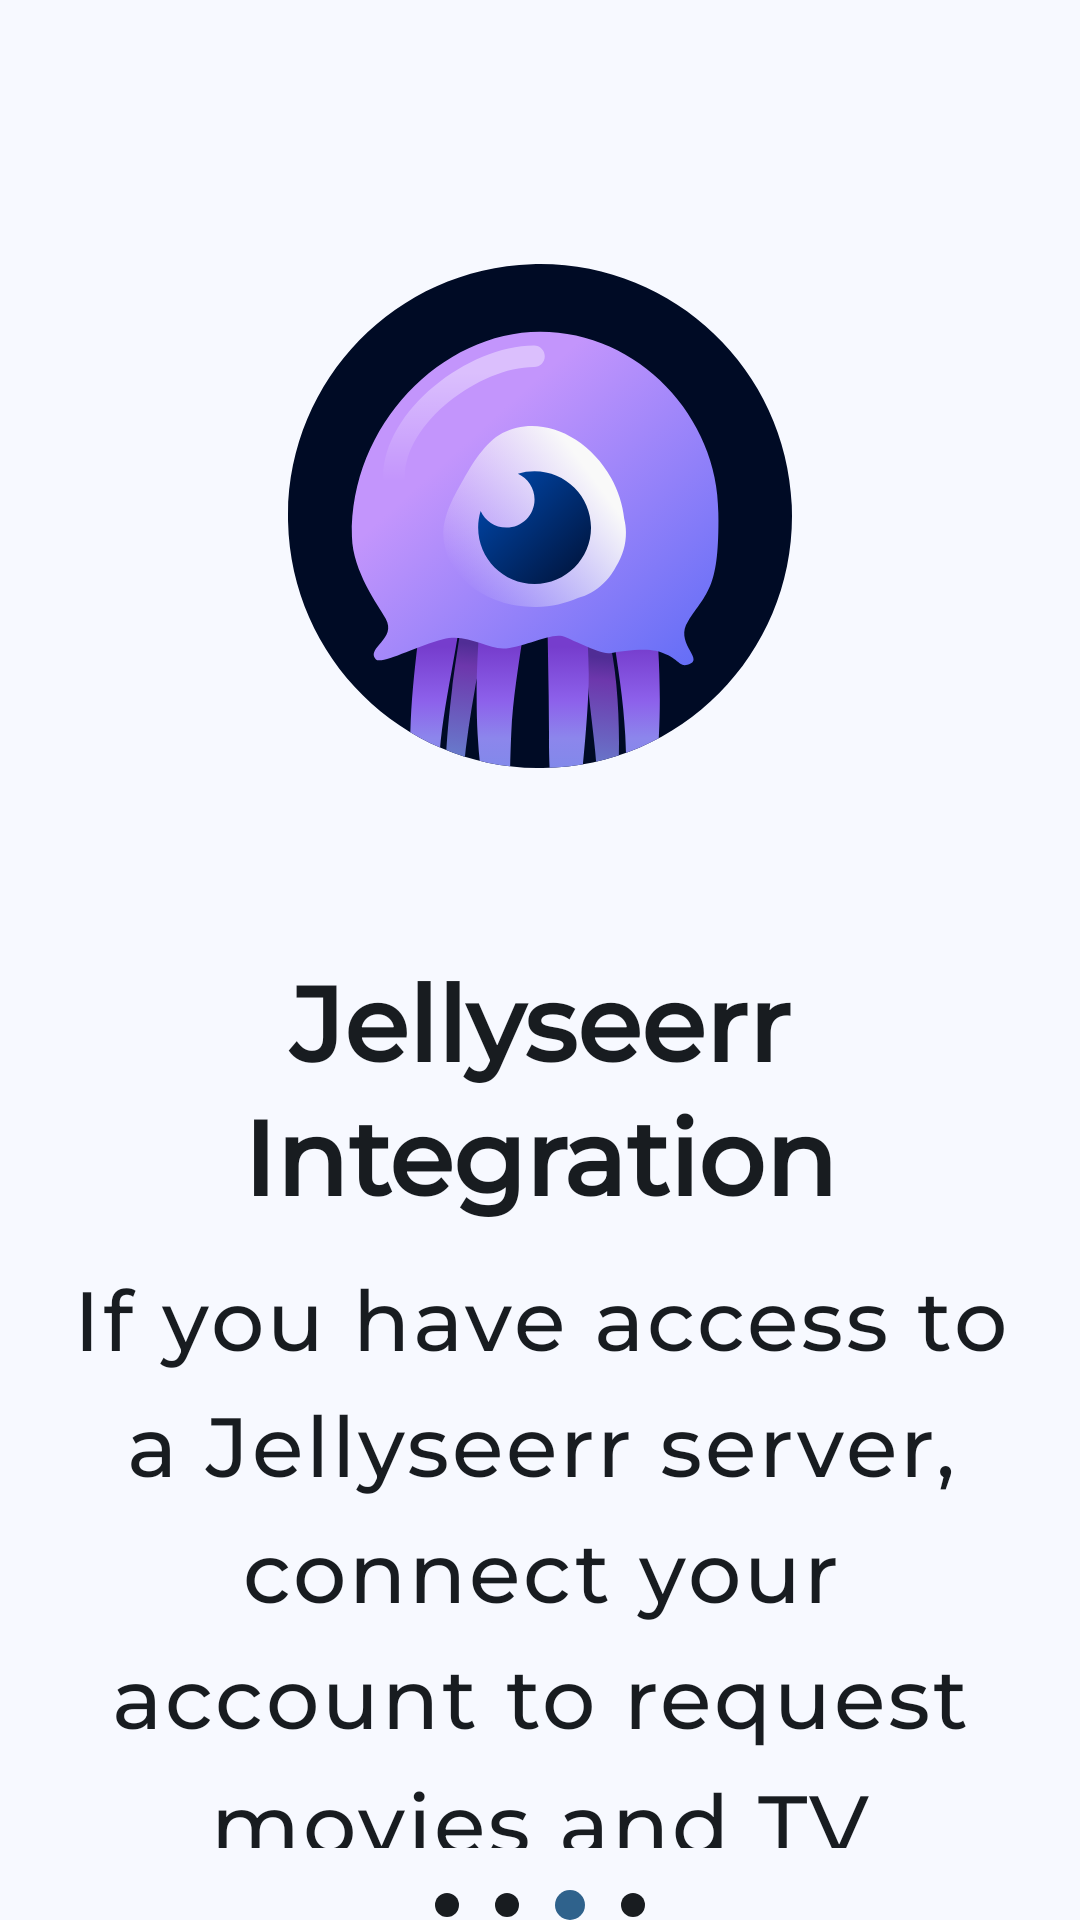 Jellyseerr
Integration
If you have access to
a Jellyseerr server,
connect your
account to request
movies and TV